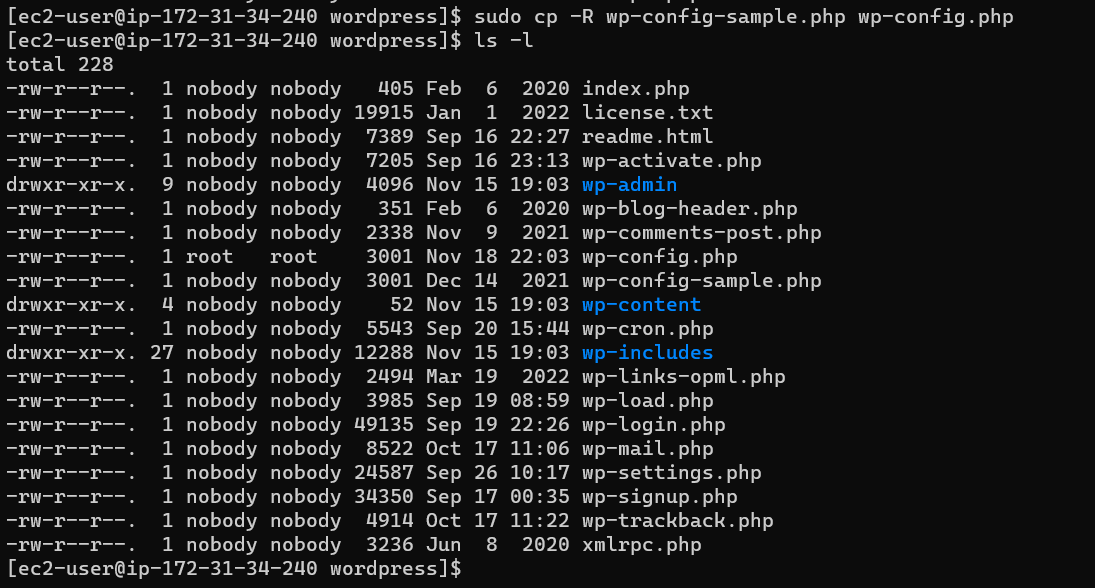 [ec2-user@ip-172-31-34-240 wordpress]$ sudo cp -R wp-config-sample.php wp-config.php
[ec2-user@ip-172-31-34-240 wordpress]$ ls -l
total 228
-rw-r--r--.  1 nobody nobody   405 Feb  6  2020 index.php
-rw-r--r--.  1 nobody nobody 19915 Jan  1  2022 license.txt
-rw-r--r--.  1 nobody nobody  7389 Sep 16 22:27 readme.html
-rw-r--r--.  1 nobody nobody  7205 Sep 16 23:13 wp-activate.php
drwxr-xr-x.  9 nobody nobody  4096 Nov 15 19:03 wp-admin
-rw-r--r--.  1 nobody nobody   351 Feb  6  2020 wp-blog-header.php
-rw-r--r--.  1 nobody nobody  2338 Nov  9  2021 wp-comments-post.php
-rw-r--r--.  1 root   root    3001 Nov 18 22:03 wp-config.php
-rw-r--r--.  1 nobody nobody  3001 Dec 14  2021 wp-config-sample.php
drwxr-xr-x.  4 nobody nobody    52 Nov 15 19:03 wp-content
-rw-r--r--.  1 nobody nobody  5543 Sep 20 15:44 wp-cron.php
drwxr-xr-x. 27 nobody nobody 12288 Nov 15 19:03 wp-includes
-rw-r--r--.  1 nobody nobody  2494 Mar 19  2022 wp-links-opml.php
-rw-r--r--.  1 nobody nobody  3985 Sep 19 08:59 wp-load.php
-rw-r--r--.  1 nobody nobody 49135 Sep 19 22:26 wp-login.php
-rw-r--r--.  1 nobody nobody  8522 Oct 17 11:06 wp-mail.php
-rw-r--r--.  1 nobody nobody 24587 Sep 26 10:17 wp-settings.php
-rw-r--r--.  1 nobody nobody 34350 Sep 17 00:35 wp-signup.php
-rw-r--r--.  1 nobody nobody  4914 Oct 17 11:22 wp-trackback.php
-rw-r--r--.  1 nobody nobody  3236 Jun  8  2020 xmlrpc.php
[ec2-user@ip-172-31-34-240 wordpress]$